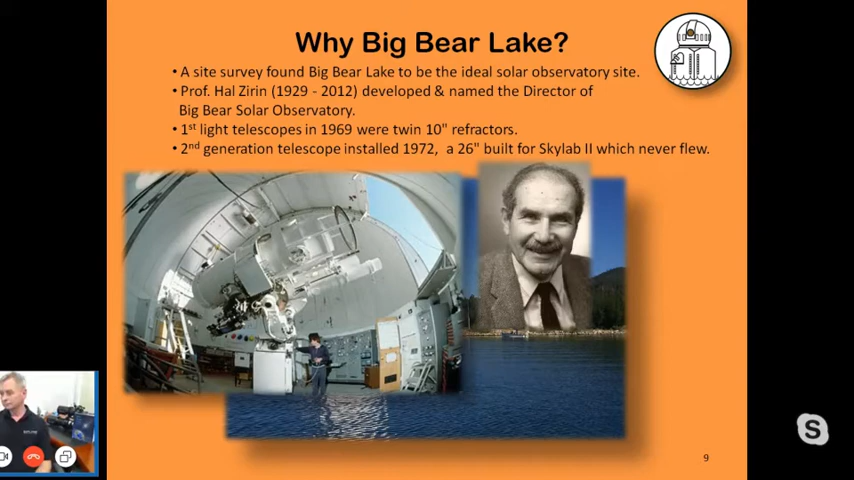 Why Big Bear Lake?
• A site survey found Big Bear Lake to be the ideal solar observatory site.
• Prof. Hal Zirin (1929 - 2012) developed & named the Director of
Big Bear Solar Observatory.
• 1st light telescopes in 1969 were twin 10" refractors.
• 2nd generation telescope installed 1972, a 26" built for Skylab II which never flew.
S
9